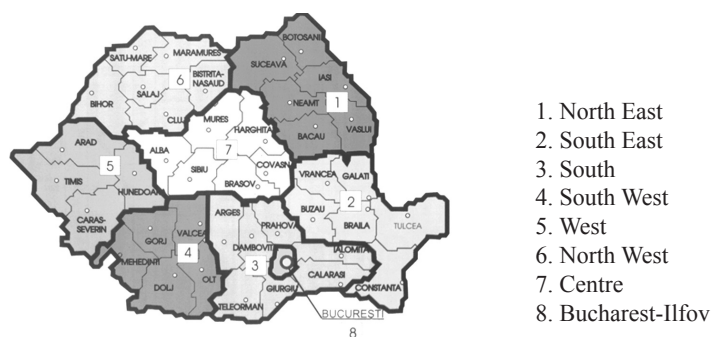 SATU-MARE
MARAMURES
6
BISTRITA-
NASAUD
SALAJ
BIHOR
CLUJ
BOTOSANI
SUCEAVA
IASI
NEAMT
1
BACAU
VASLUI
MURES
HARGHITA
7
ALBA
SIBIU
COVASN
BRASOV
ARAD
5
TIMIS
HUNEDOARA
CARAS-
SEVERIN
VRANCEA
GALATI
2
BUZAU
BRAILA
TULCEA
ARGES
PRAHOVA
DAMBOVITA
3
IALOMITA
CALARASI
GIURGIU
TELEORMAN
CONSTANTA
VALCEA
GORJ
4
MEHEDINTI
DOLJ
OLT
BUCURESTI
8
1. North East
2. South East
3. South
4. South West
5. West
6. North West
7. Centre
8. Bucharest-Ilfov